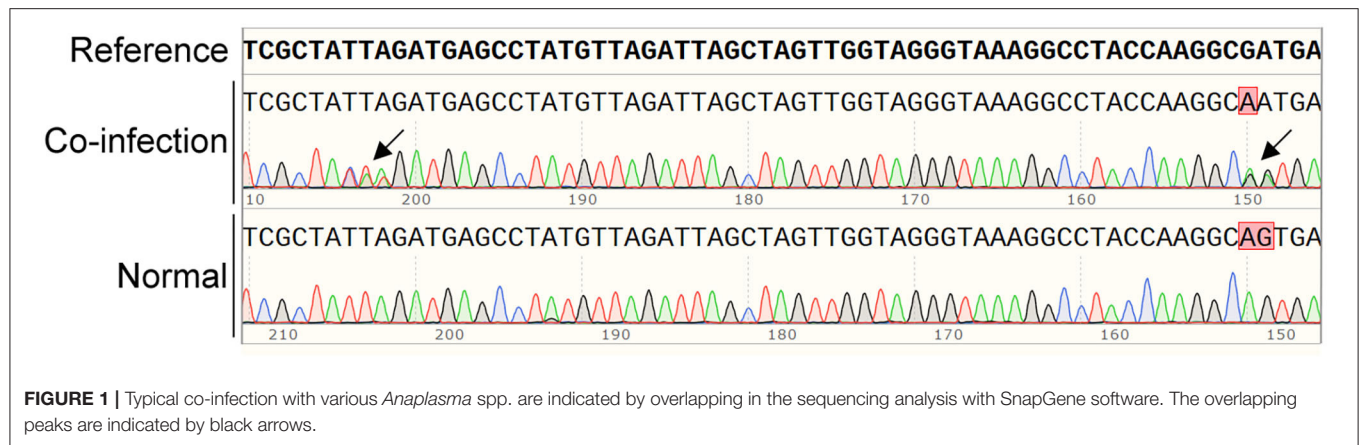 Reference TCGCTATTAGATGAGCCTATGTTAGATTAGCTAGTTGGTAGGGTAAAGGCCTACCAAGGCGATGA
Co-infection TCGCTATTAGATGAGCCTATGTTAGATTAGCTAGTTGGTAGGGTAAAGGCCTACCAAGGCAATGA
10 200 190 180 170 160 150
Normal TCGCTATTAGATGAGCCTATGTTAGATTAGCTAGTTGGTAGGGTAAAGGCCTACCAAGGCAGTGA
210 200 190 180 170 160 150
FIGURE 1 | Typical co-infection with various Anaplasma spp. are indicated by overlapping in the sequencing analysis with SnapGene software. The overlapping
peaks are indicated by black arrows.